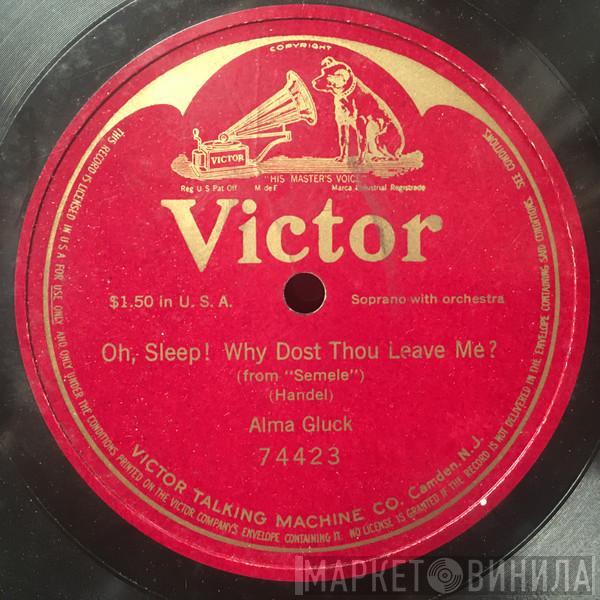 COPYRIGHT
VICTOR
"HIS MASTER'S VOICE"
Reg U S Pat Off M de F Marca Industrial Registrada
Victor
$1.50 in U. S. A.
Soprano with orchestra
Oh, Sleep! Why Dost Thou Leave Me?
(from "Semele")
(Handel)
Alma Gluck
74423
VICTOR TALKING MACHINE CO. Camden, N.J.
THIS RECORD IS LICENSED IN U S A FOR USE ONLY AND ONLY UNDER THE CONDITIONS PRINTED ON THE VICTOR COMPANY'S ENVELOPE CONTAINING IT. NO LICENSE IS GRANTED IF THE RECORD IS NOT DELIVERED IN THE ENVELOPE CONTAINING SAID CONDITIONS. SEE CONDITIONS
МАРКЕТ ВИНИЛА